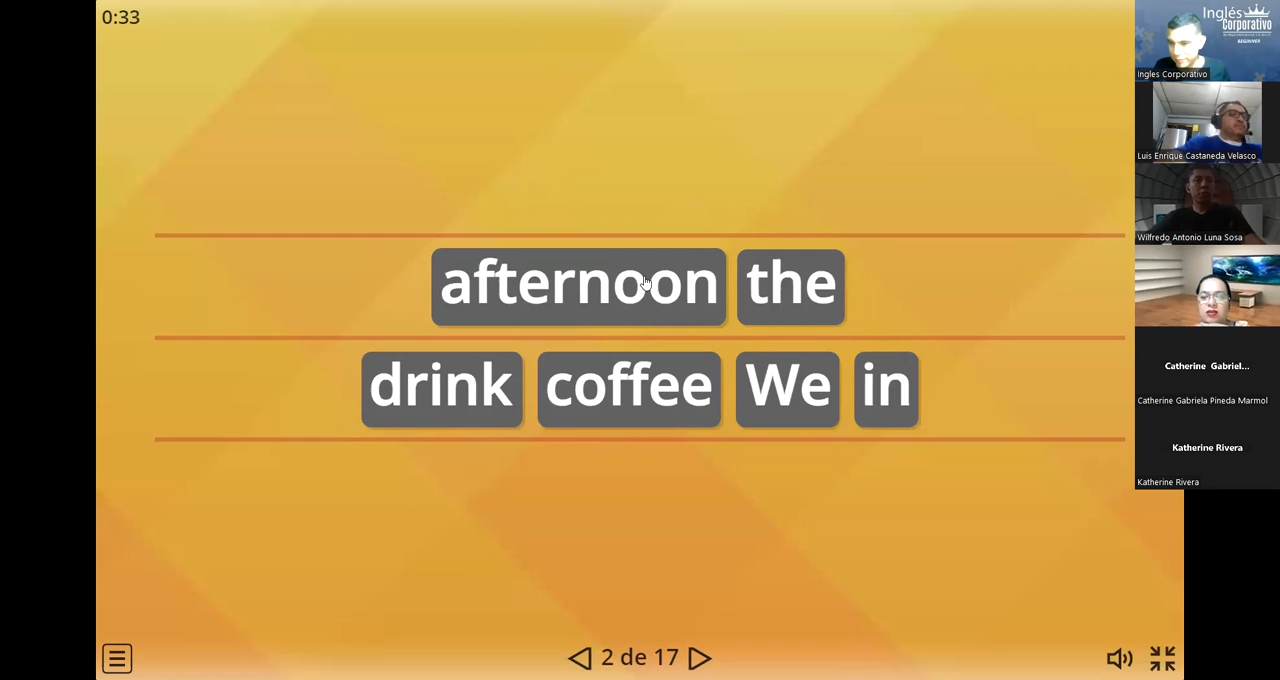 0:33
afternoon the
drink coffee We in
2 de 17
Inglés
Corporativo
BEGINNER
Ingles Corporativo
Luis Enrique Castaneda Velasco
Wilfredo Antonio Luna Sosa
Catherine Gabriel...
Catherine Gabriela Pineda Marmol
Katherine Rivera
Katherine Rivera